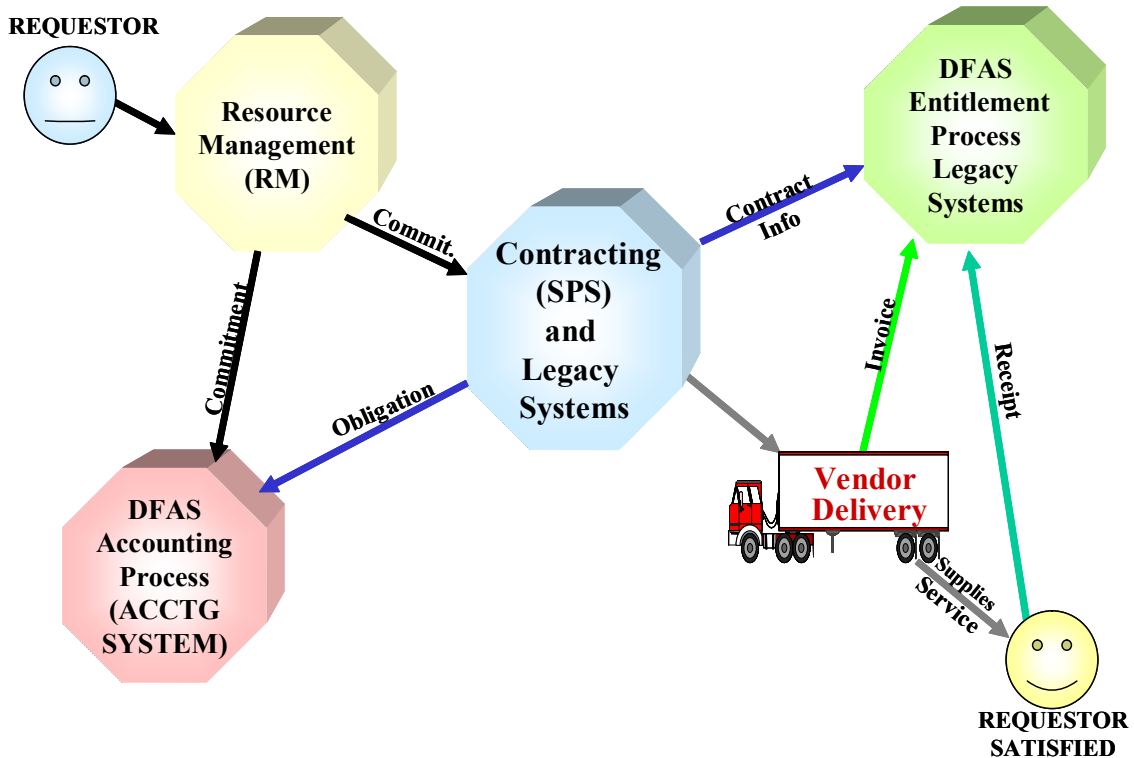 REQUESTOR
Resource
Management
(RM)
Commit.
Commitment
Contracting
(SPS)
and
Legacy
Systems
Obligation
DFAS
Accounting
Process
(ACCTG
SYSTEM)
Contract
Info
DFAS
Entitlement
Process
Legacy
Systems
Invoice
Receipt
Vendor
Delivery
Supplies
Service
REQUESTOR
SATISFIED